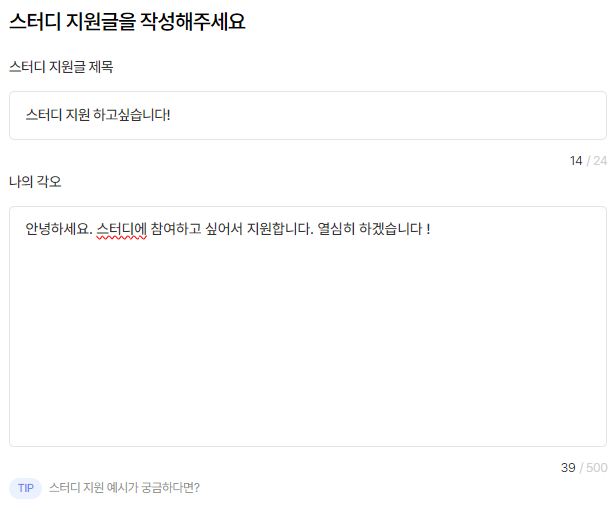 스터디 지원글을 작성해주세요
스터디 지원글 제목
스터디 지원 하고싶습니다!
14 / 24
나의 각오
안녕하세요. 스터디에 참여하고 싶어서 지원합니다. 열심히 하겠습니다 !
39 / 500
TIP 스터디 지원 예시가 궁금하다면?